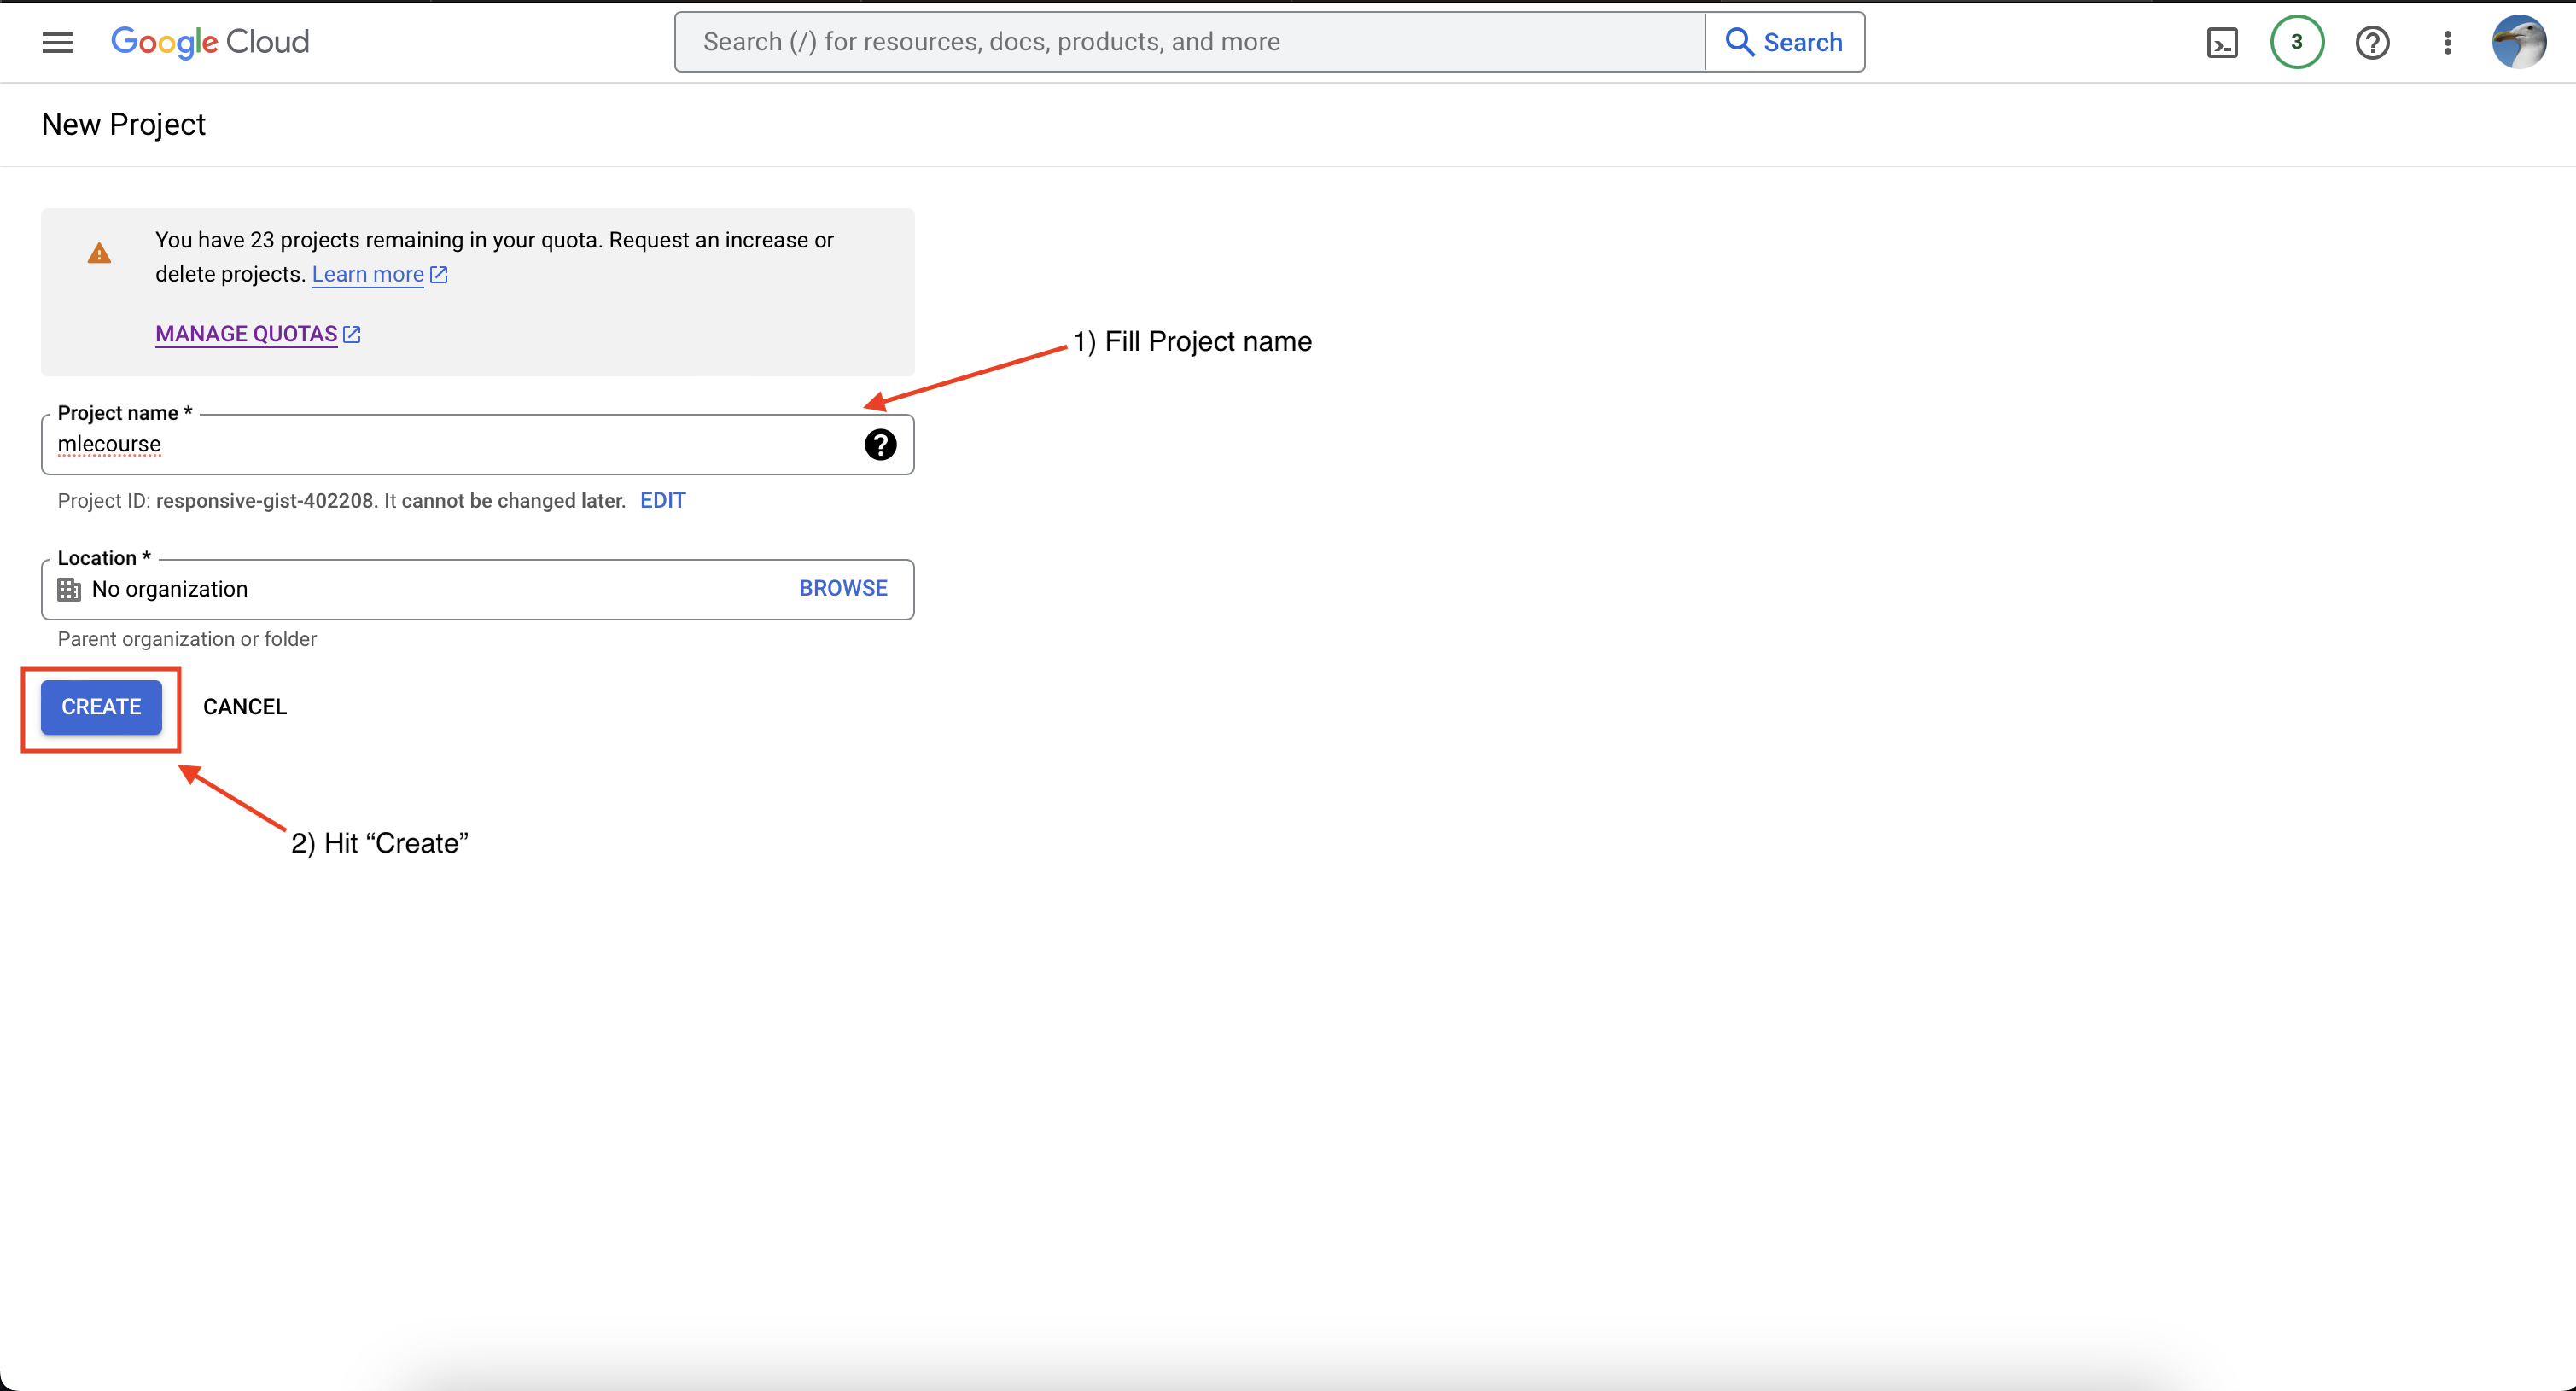 Google Cloud
Search (/) for resources, docs, products, and more
Search
3
New Project
You have 23 projects remaining in your quota. Request an increase or
delete projects. Learn more
MANAGE QUOTAS
1) Fill Project name
Project name *
mlecourse
Project ID: responsive-gist-402208. It cannot be changed later. EDIT
Location *
No organization
BROWSE
Parent organization or folder
CREATE
CANCEL
2) Hit “Create”